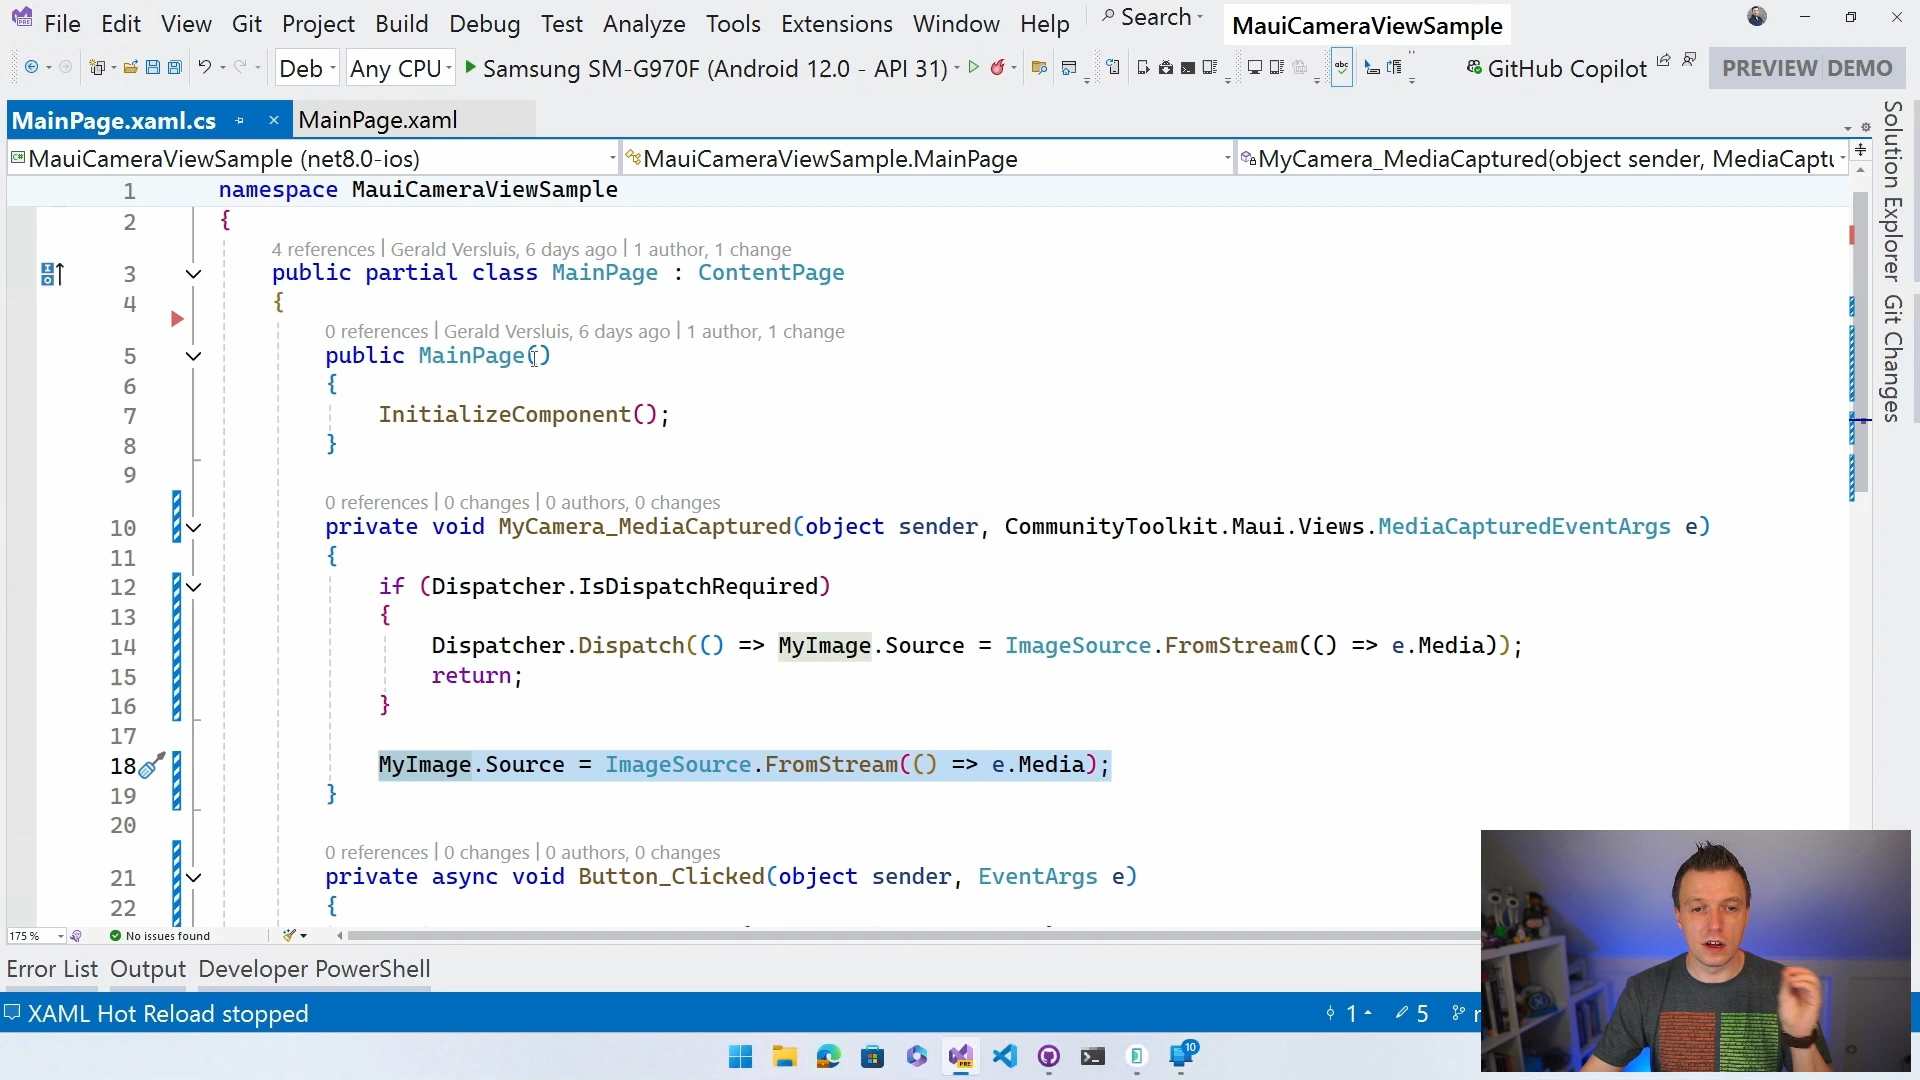 File Edit View Git Project Build Debug Test Analyze Tools Extensions Window Help Search MauiCameraViewSample
Deb Any CPU Samsung SM-G970F (Android 12.0 - API 31) abc GitHub Copilot PREVIEW DEMO
MainPage.xaml.cs MainPage.xaml
MauiCameraViewSample (net8.0-ios) MauiCameraViewSample.MainPage MyCamera_MediaCaptured(object sender, MediaCaptu
1 namespace MauiCameraViewSample
2 {
4 references | Gerald Versluis, 6 days ago | 1 author, 1 change
3 public partial class MainPage : ContentPage
4 {
0 references | Gerald Versluis, 6 days ago | 1 author, 1 change
5 public MainPage()
6 {
7 InitializeComponent();
8 }
9
0 references | 0 changes | 0 authors, 0 changes
10 private void MyCamera_MediaCaptured(object sender, CommunityToolkit.Maui.Views.MediaCapturedEventArgs e)
11 {
12 if (Dispatcher.IsDispatchRequired)
13 {
14 Dispatcher.Dispatch(() => MyImage.Source = ImageSource.FromStream(() => e.Media));
15 return;
16 }
17
18 MyImage.Source = ImageSource.FromStream(() => e.Media);
19 }
20
0 references | 0 changes | 0 authors, 0 changes
21 private async void Button_Clicked(object sender, EventArgs e)
22 {
175 % No issues found
Error List Output Developer PowerShell
XAML Hot Reload stopped 1 5
10
Solution Explorer
Git Changes